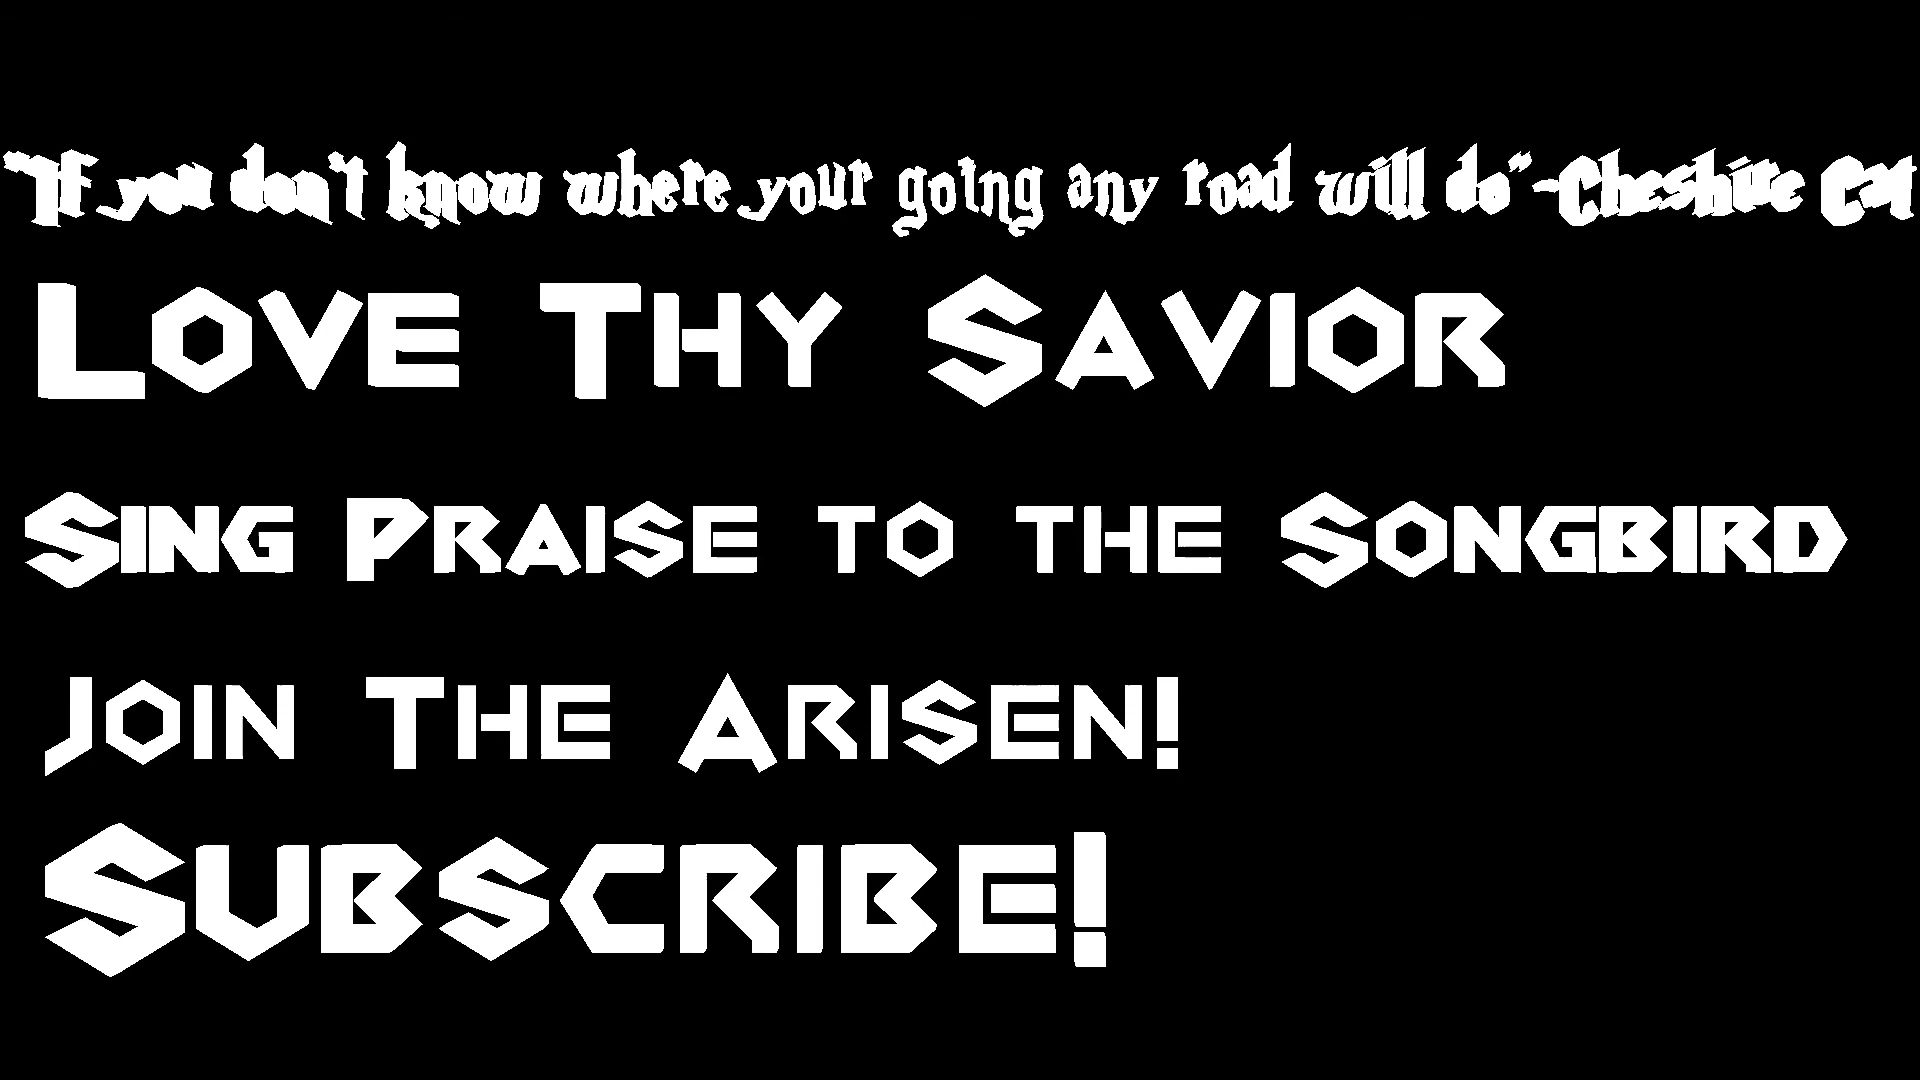 "If you don't know where your going any road will do"-Cheshire Cat
Love Thy Savior
Sing Praise to the Songbird
Join The Arisen!
Subscribe!